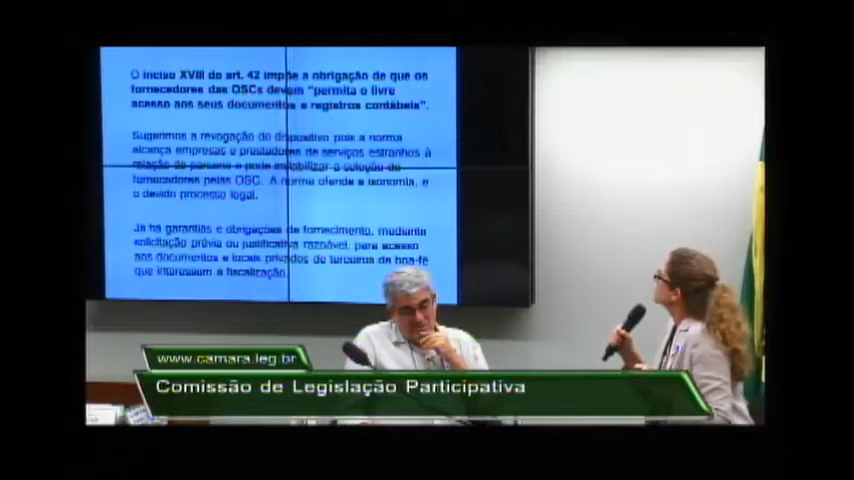 O inciso XVIII do art. 42 impõe a obrigação de que os
fornecedores das OSCs devem "permita o livre
acesso aos seus documentos e registros contábeis".
Sugerimos a revogação do dispositivo pois a norma
alcança empresas e prestadores de serviços estranhos à
relação de parceria e pode inviabilizar a seleção de
fornecedores pelas OSC. A norma ofende a isonomia, e
o devido processo legal.
Já há garantias e obrigações de fornecimento, mediante
solicitação prévia ou justificativa razoável, para acesso
aos documentos e locais privados de terceiros de boa-fé
que interessam a fiscalização.
www.camara.leg.br
Comissão de Legislação Participativa